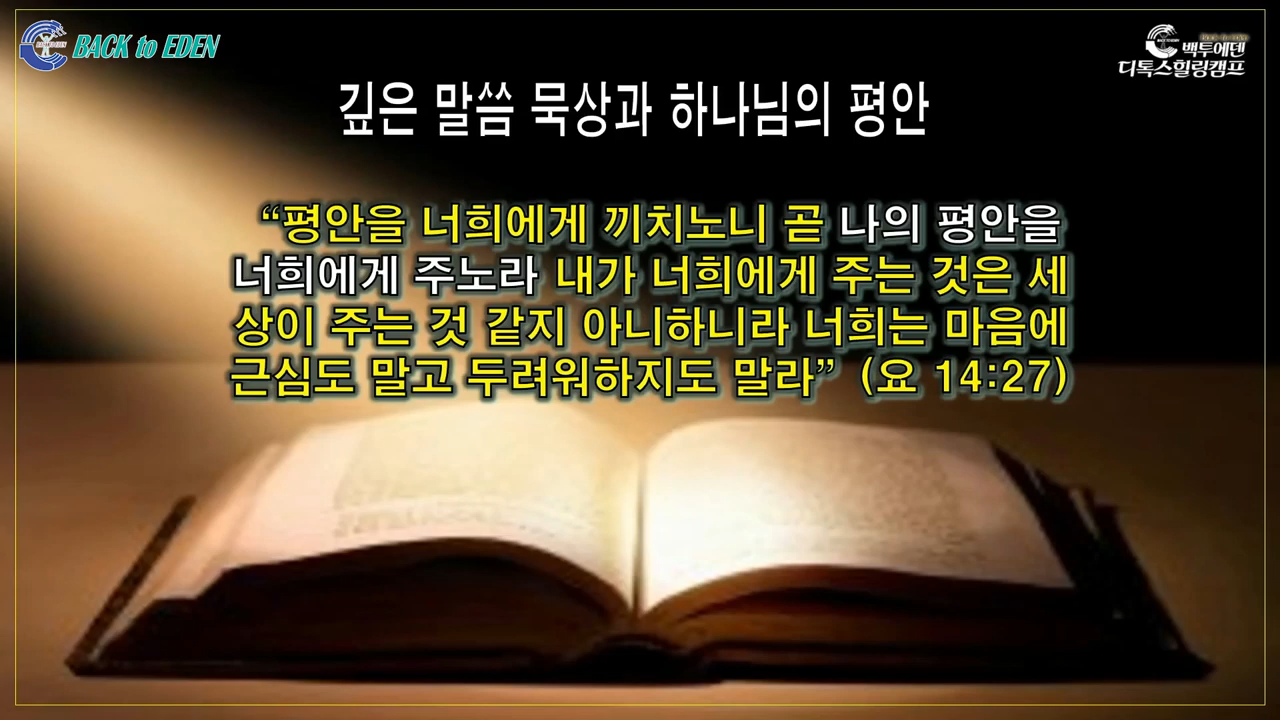 BACK to EDEN
백투에덴
디톡스힐링캠프
깊은 말씀 묵상과 하나님의 평안
“평안을 너희에게 끼치노니 곧 나의 평안을
너희에게 주노라 내가 너희에게 주는 것은 세
상이 주는 것 같지 아니하니라 너희는 마음에
근심도 말고 두려워하지도 말라” (요 14:27)